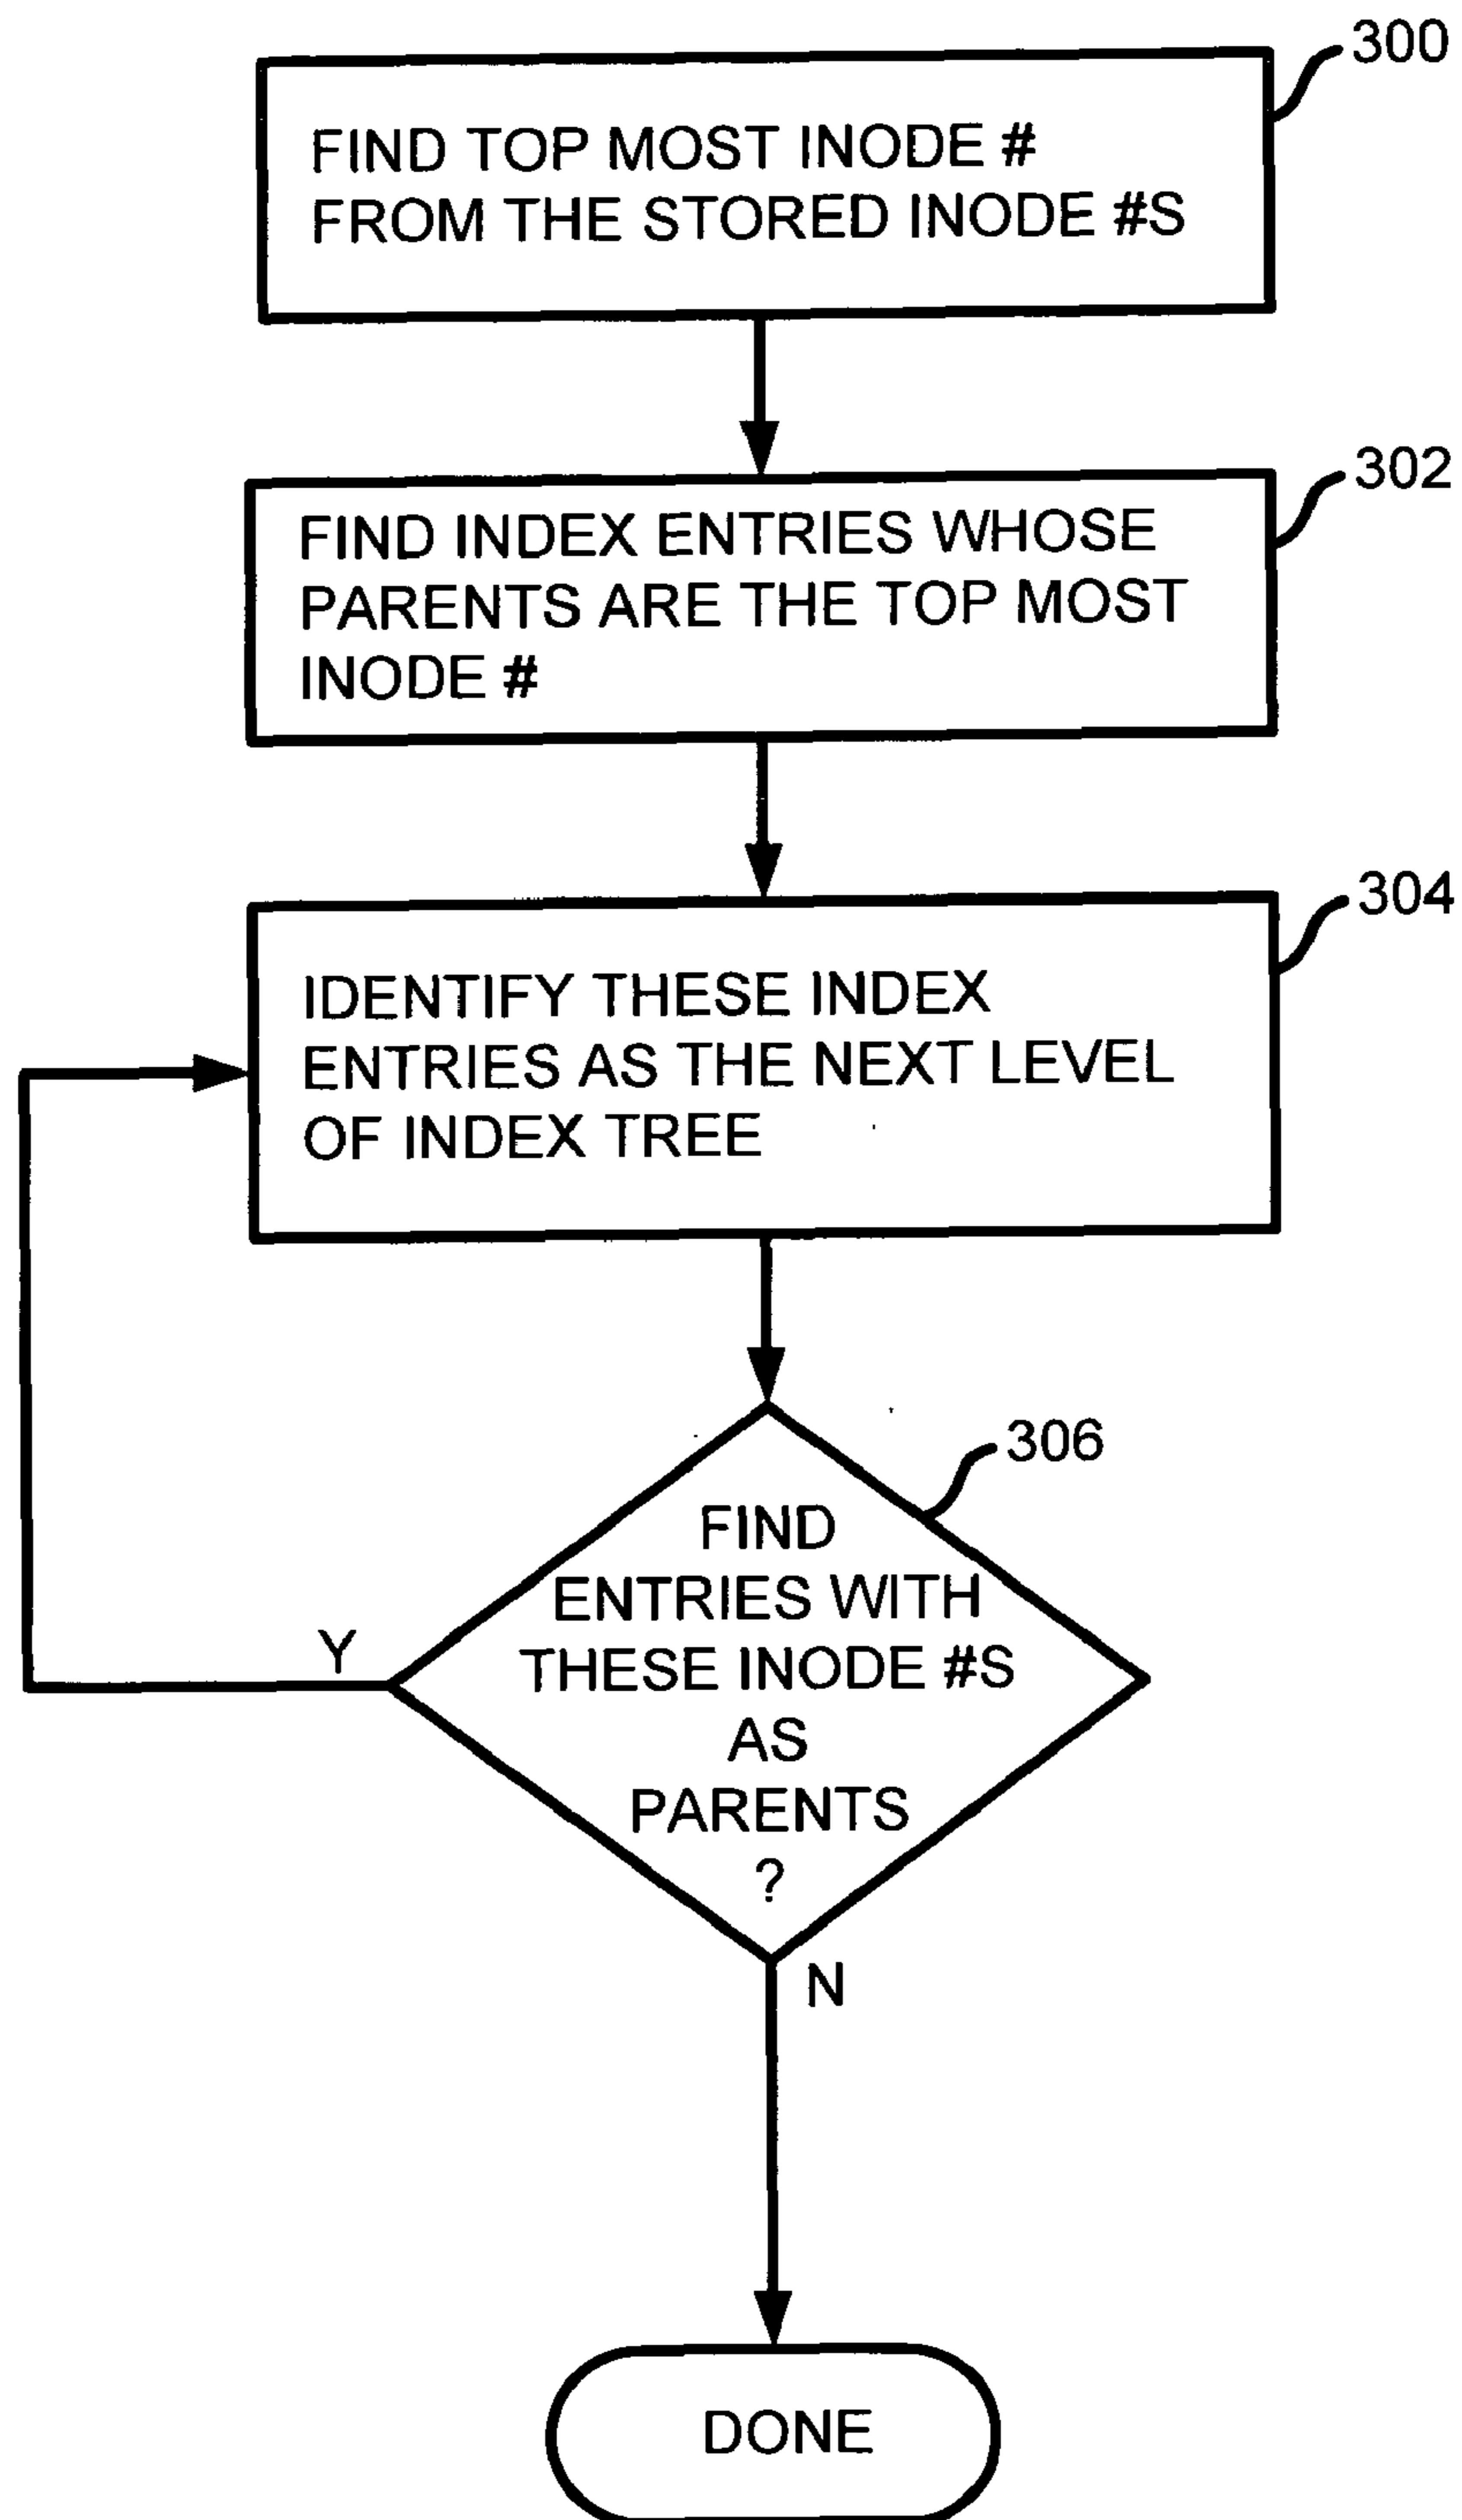 300
FIND TOP MOST INODE #
FROM THE STORED INODE #S
302
FIND INDEX ENTRIES WHOSE
PARENTS ARE THE TOP MOST
INODE #
304
IDENTIFY THESE INDEX
ENTRIES AS THE NEXT LEVEL
OF INDEX TREE
306
FIND
ENTRIES WITH
THESE INODE #S
AS
PARENTS
?
Y
N
DONE